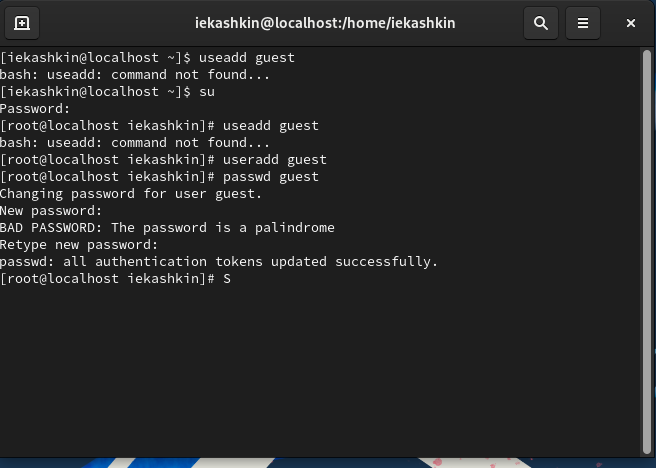 iekashkin@localhost:/home/iekashkin
[iekashkin@localhost ~]$ useadd guest
bash: useadd: command not found...
[iekashkin@localhost ~]$ su
Password:
[root@localhost iekashkin]# useadd guest
bash: useadd: command not found...
[root@localhost iekashkin]# useradd guest
[root@localhost iekashkin]# passwd guest
Changing password for user guest.
New password:
BAD PASSWORD: The password is a palindrome
Retype new password:
passwd: all authentication tokens updated successfully.
[root@localhost iekashkin]# S